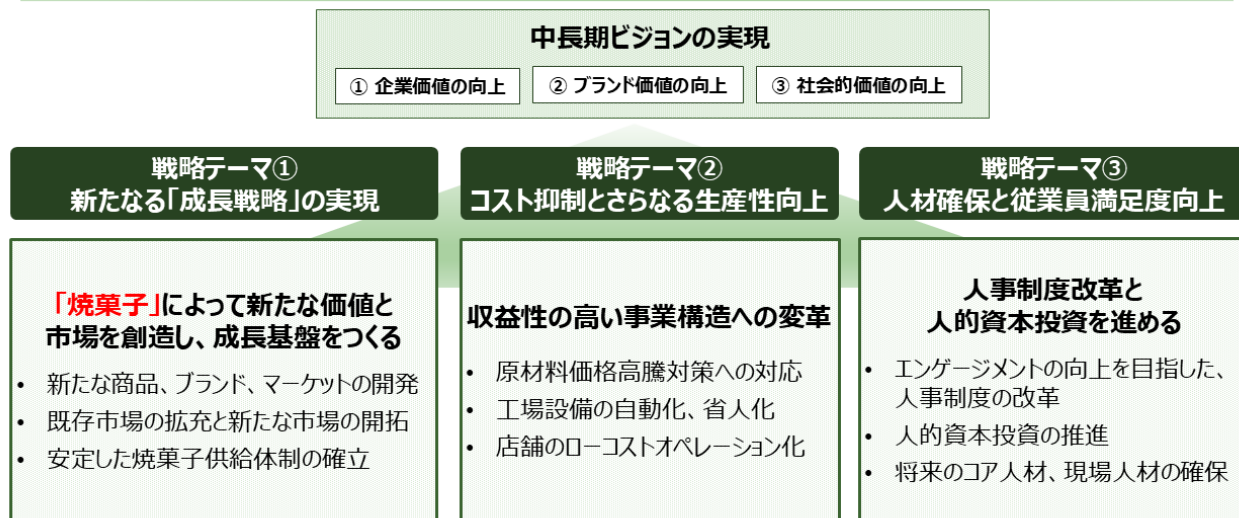 中長期ビジョンの実現
① 企業価値の向上
② ブランド価値の向上
③ 社会的価値の向上
戦略テーマ①
新たなる「成長戦略」の実現
「焼菓子」によって新たな価値と
市場を創造し、成長基盤をつくる
• 新たな商品、ブランド、マーケットの開発
• 既存市場の拡充と新たな市場の開拓
• 安定した焼菓子供給体制の確立
戦略テーマ②
コスト抑制とさらなる生産性向上
収益性の高い事業構造への変革
• 原材料価格高騰対策への対応
• 工場設備の自動化、省人化
• 店舗のローコストオペレーション化
戦略テーマ③
人材確保と従業員満足度向上
人事制度改革と
人的資本投資を進める
• エンゲージメントの向上を目指した、
人事制度の改革
• 人的資本投資の推進
• 将来のコア人材、現場人材の確保